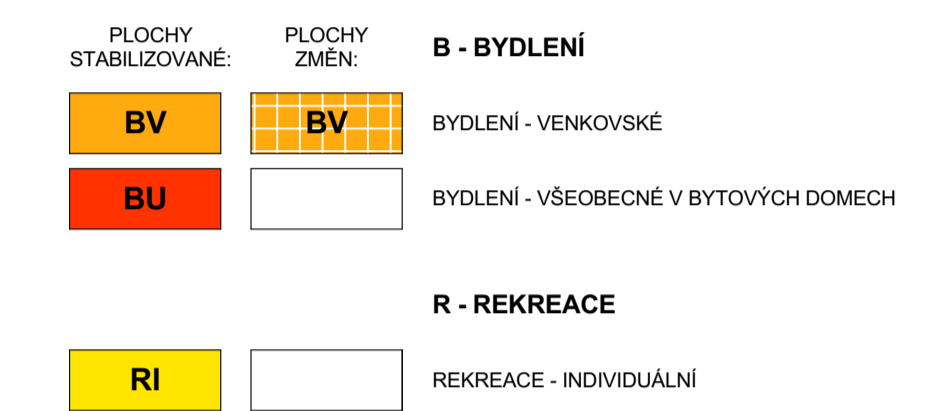 PLOCHY
STABILIZOVANÉ:
PLOCHY
ZMĚN:
B - BYDLENÍ
BV
BV
BYDLENÍ - VENKOVSKÉ
BU
BYDLENÍ - VŠEOBECNÉ V BYTOVÝCH DOMECH
R - REKREACE
RI
REKREACE - INDIVIDUÁLNÍ